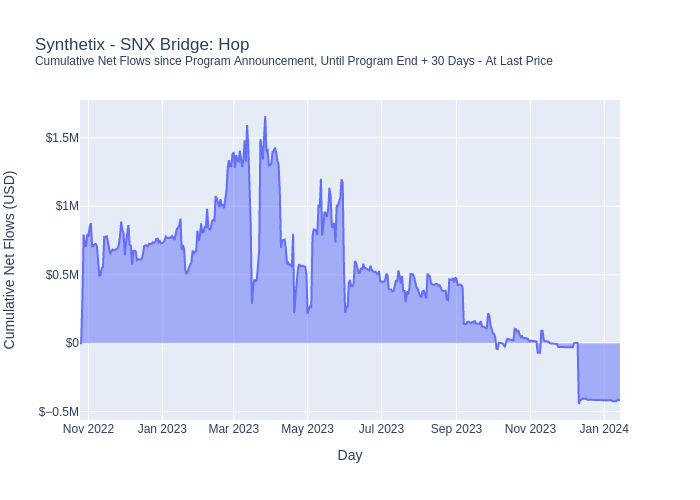 Synthetix - SNX Bridge: Hop
Cumulative Net Flows since Program Announcement, Until Program End + 30 Days - At Last Price
Cumulative Net Flows (USD)
$1.5M
$1M
$0.5M
$0
$−0.5M
Nov 2022 Jan 2023 Mar 2023 May 2023 Jul 2023 Sep 2023 Nov 2023 Jan 2024
Day